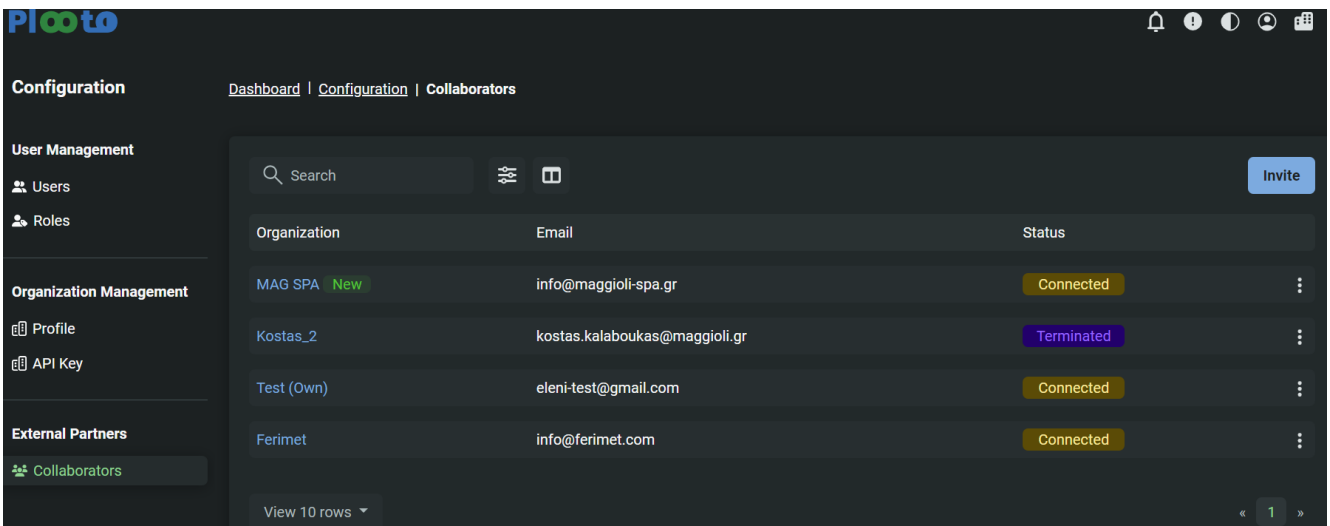 Plooto
Configuration
Dashboard | Configuration | Collaborators
User Management
Users
Roles
Organization Management
Profile
API Key
External Partners
Collaborators
Search
Invite
Organization Email Status
MAG SPA New info@maggioli-spa.gr Connected
Kostas_2 kostas.kalaboukas@maggioli.gr Terminated
Test (Own) eleni-test@gmail.com Connected
Ferimet info@ferimet.com Connected
View 10 rows « 1 »